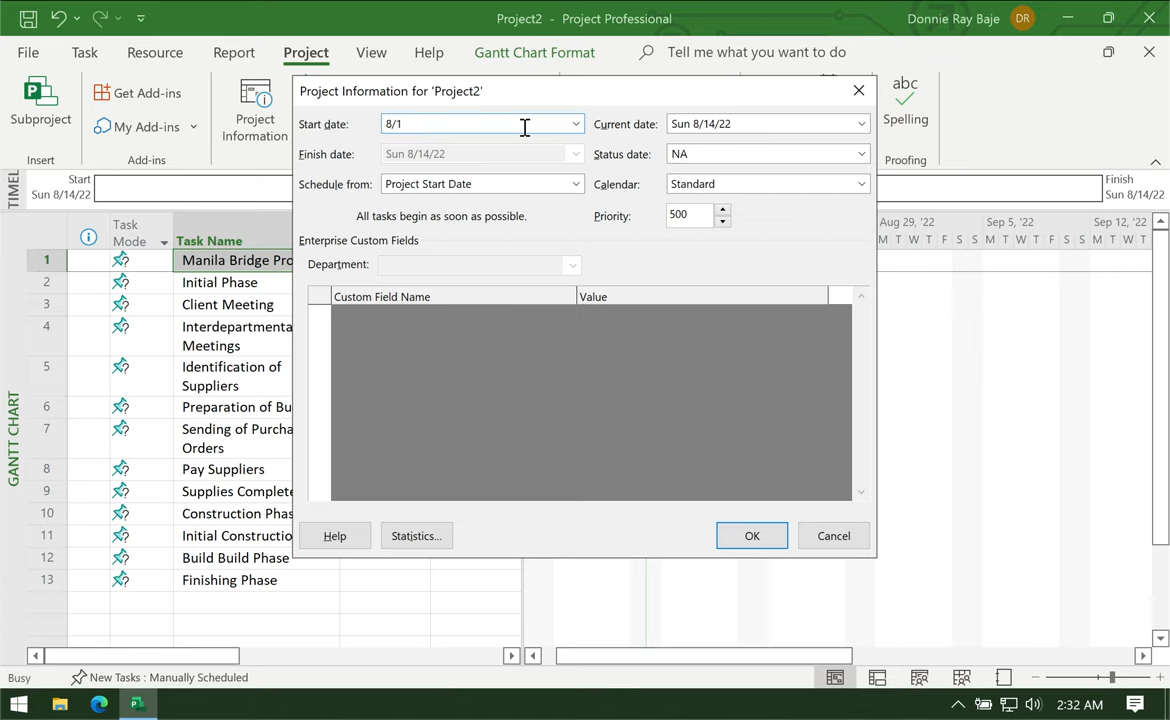 Project2 - Project Professional
Donnie Ray Baje
DR
File
Task
Resource
Report
Project
View
Help
Gantt Chart Format
Tell me what you want to do
Subproject
Get Add-ins
My Add-ins
Project
Information
abc
Spelling
Insert
Add-ins
Proofing
Project Information for 'Project2'
Start date:
8/1
Current date:
Sun 8/14/22
Finish date:
Sun 8/14/22
Status date:
NA
Schedule from:
Project Start Date
Calendar:
Standard
All tasks begin as soon as possible.
Priority:
500
Enterprise Custom Fields
Department:
Custom Field Name
Value
Help
Statistics...
OK
Cancel
TIMEL
Start
Sun 8/14/22
Finish
Sun 8/14/22
Task
Mode
Task Name
Aug 29, '22
Sep 5, '22
Sep 12, '22
M T W T F S S M T W T F S S M T W T
GANTT CHART
1 Manila Bridge Pro
2 Initial Phase
3 Client Meeting
4 Interdepartmenta
Meetings
5 Identification of
Suppliers
6 Preparation of Bu
7 Sending of Purcha
Orders
8 Pay Suppliers
9 Supplies Complete
10 Construction Phas
11 Initial Constructio
12 Build Build Phase
13 Finishing Phase
Busy
New Tasks : Manually Scheduled
2:32 AM